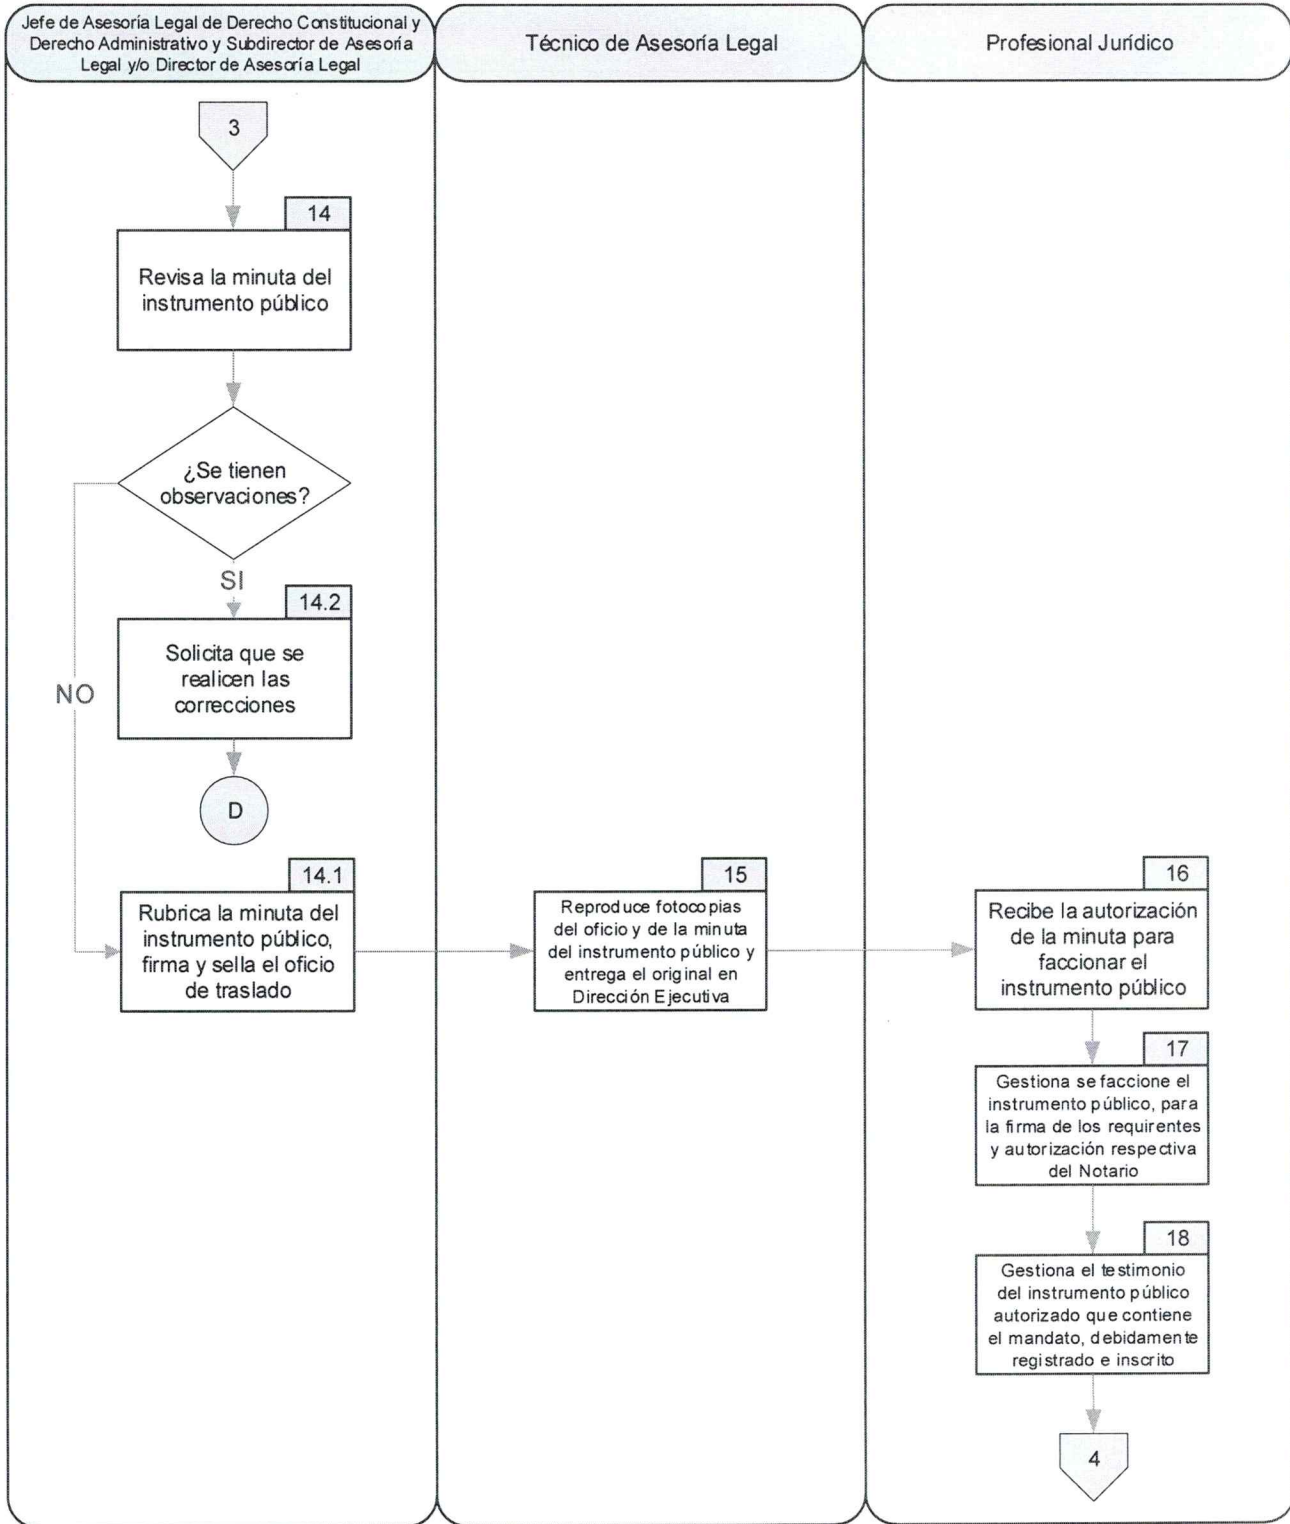 Jefe de Asesoría Legal de Derecho Constitucional y
Derecho Administrativo y Subdirector de Asesoría
Legal y/o Director de Asesoría Legal
Técnico de Asesoría Legal
Profesional Jurídico
3
14
Revisa la minuta del
instrumento público
¿Se tienen
observaciones?
SI
NO
14.2
Solicita que se
realicen las
correcciones
D
14.1
Rubrica la minuta del
instrumento público,
firma y sella el oficio
de traslado
15
Reproduce fotocopias
del oficio y de la minuta
del instrumento público y
entrega el original en
Dirección Ejecutiva
16
Recibe la autorización
de la minuta para
faccionar el
instrumento público
17
Gestiona se faccione el
instrumento público, para
la firma de los requirentes
y autorización respectiva
del Notario
18
Gestiona el testimonio
del instrumento público
autorizado que contiene
el mandato, debidamente
registrado e inscrito
4